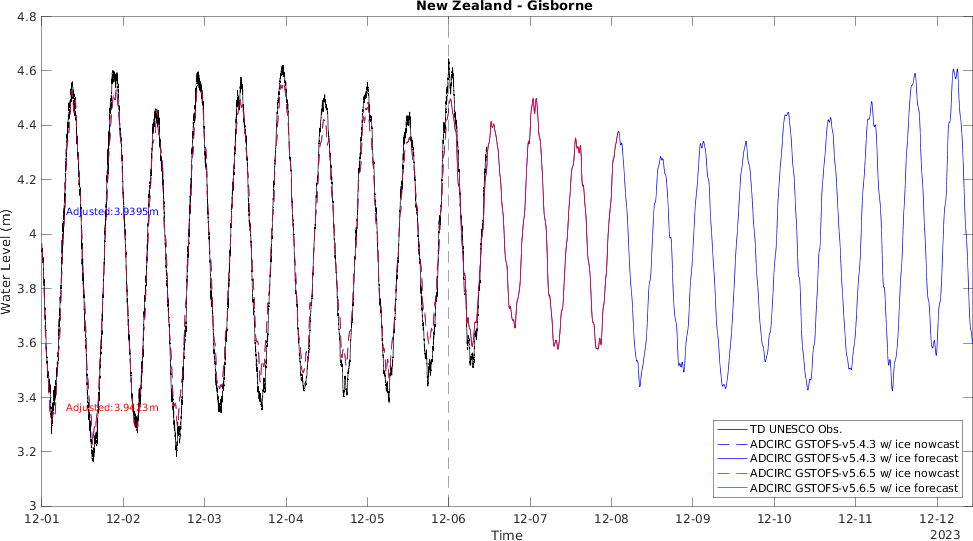 New Zealand - Gisborne
4.8
4.6
4.4
4.2
4
3.8
3.6
3.4
3.2
3
Water Level (m)
Adjusted:3.9395m
Adjusted:3.9423m
TD UNESCO Obs.
ADCIRC GSTOFS-v5.4.3 w/ ice nowcast
ADCIRC GSTOFS-v5.4.3 w/ ice forecast
ADCIRC GSTOFS-v5.6.5 w/ ice nowcast
ADCIRC GSTOFS-v5.6.5 w/ ice forecast
12-01 12-02 12-03 12-04 12-05 12-06 12-07 12-08 12-09 12-10 12-11 12-12
Time
2023